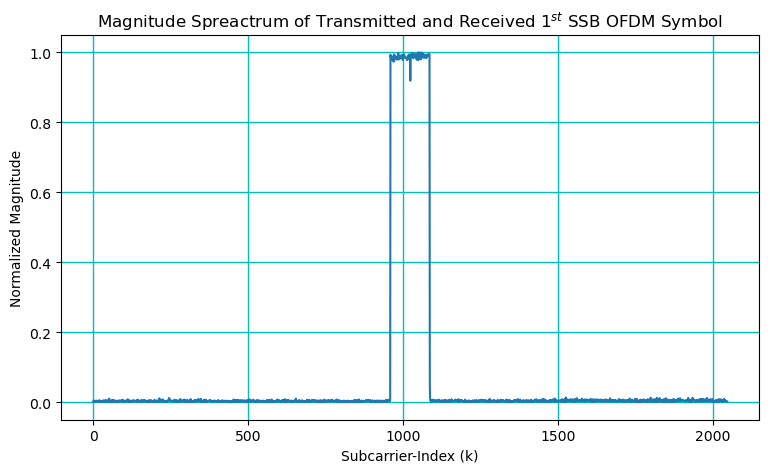 Magnitude Spreactrum of Transmitted and Received 1st SSB OFDM Symbol
Normalized Magnitude
1.0
0.8
0.6
0.4
0.2
0.0
0 500 1000 1500 2000
Subcarrier-Index (k)